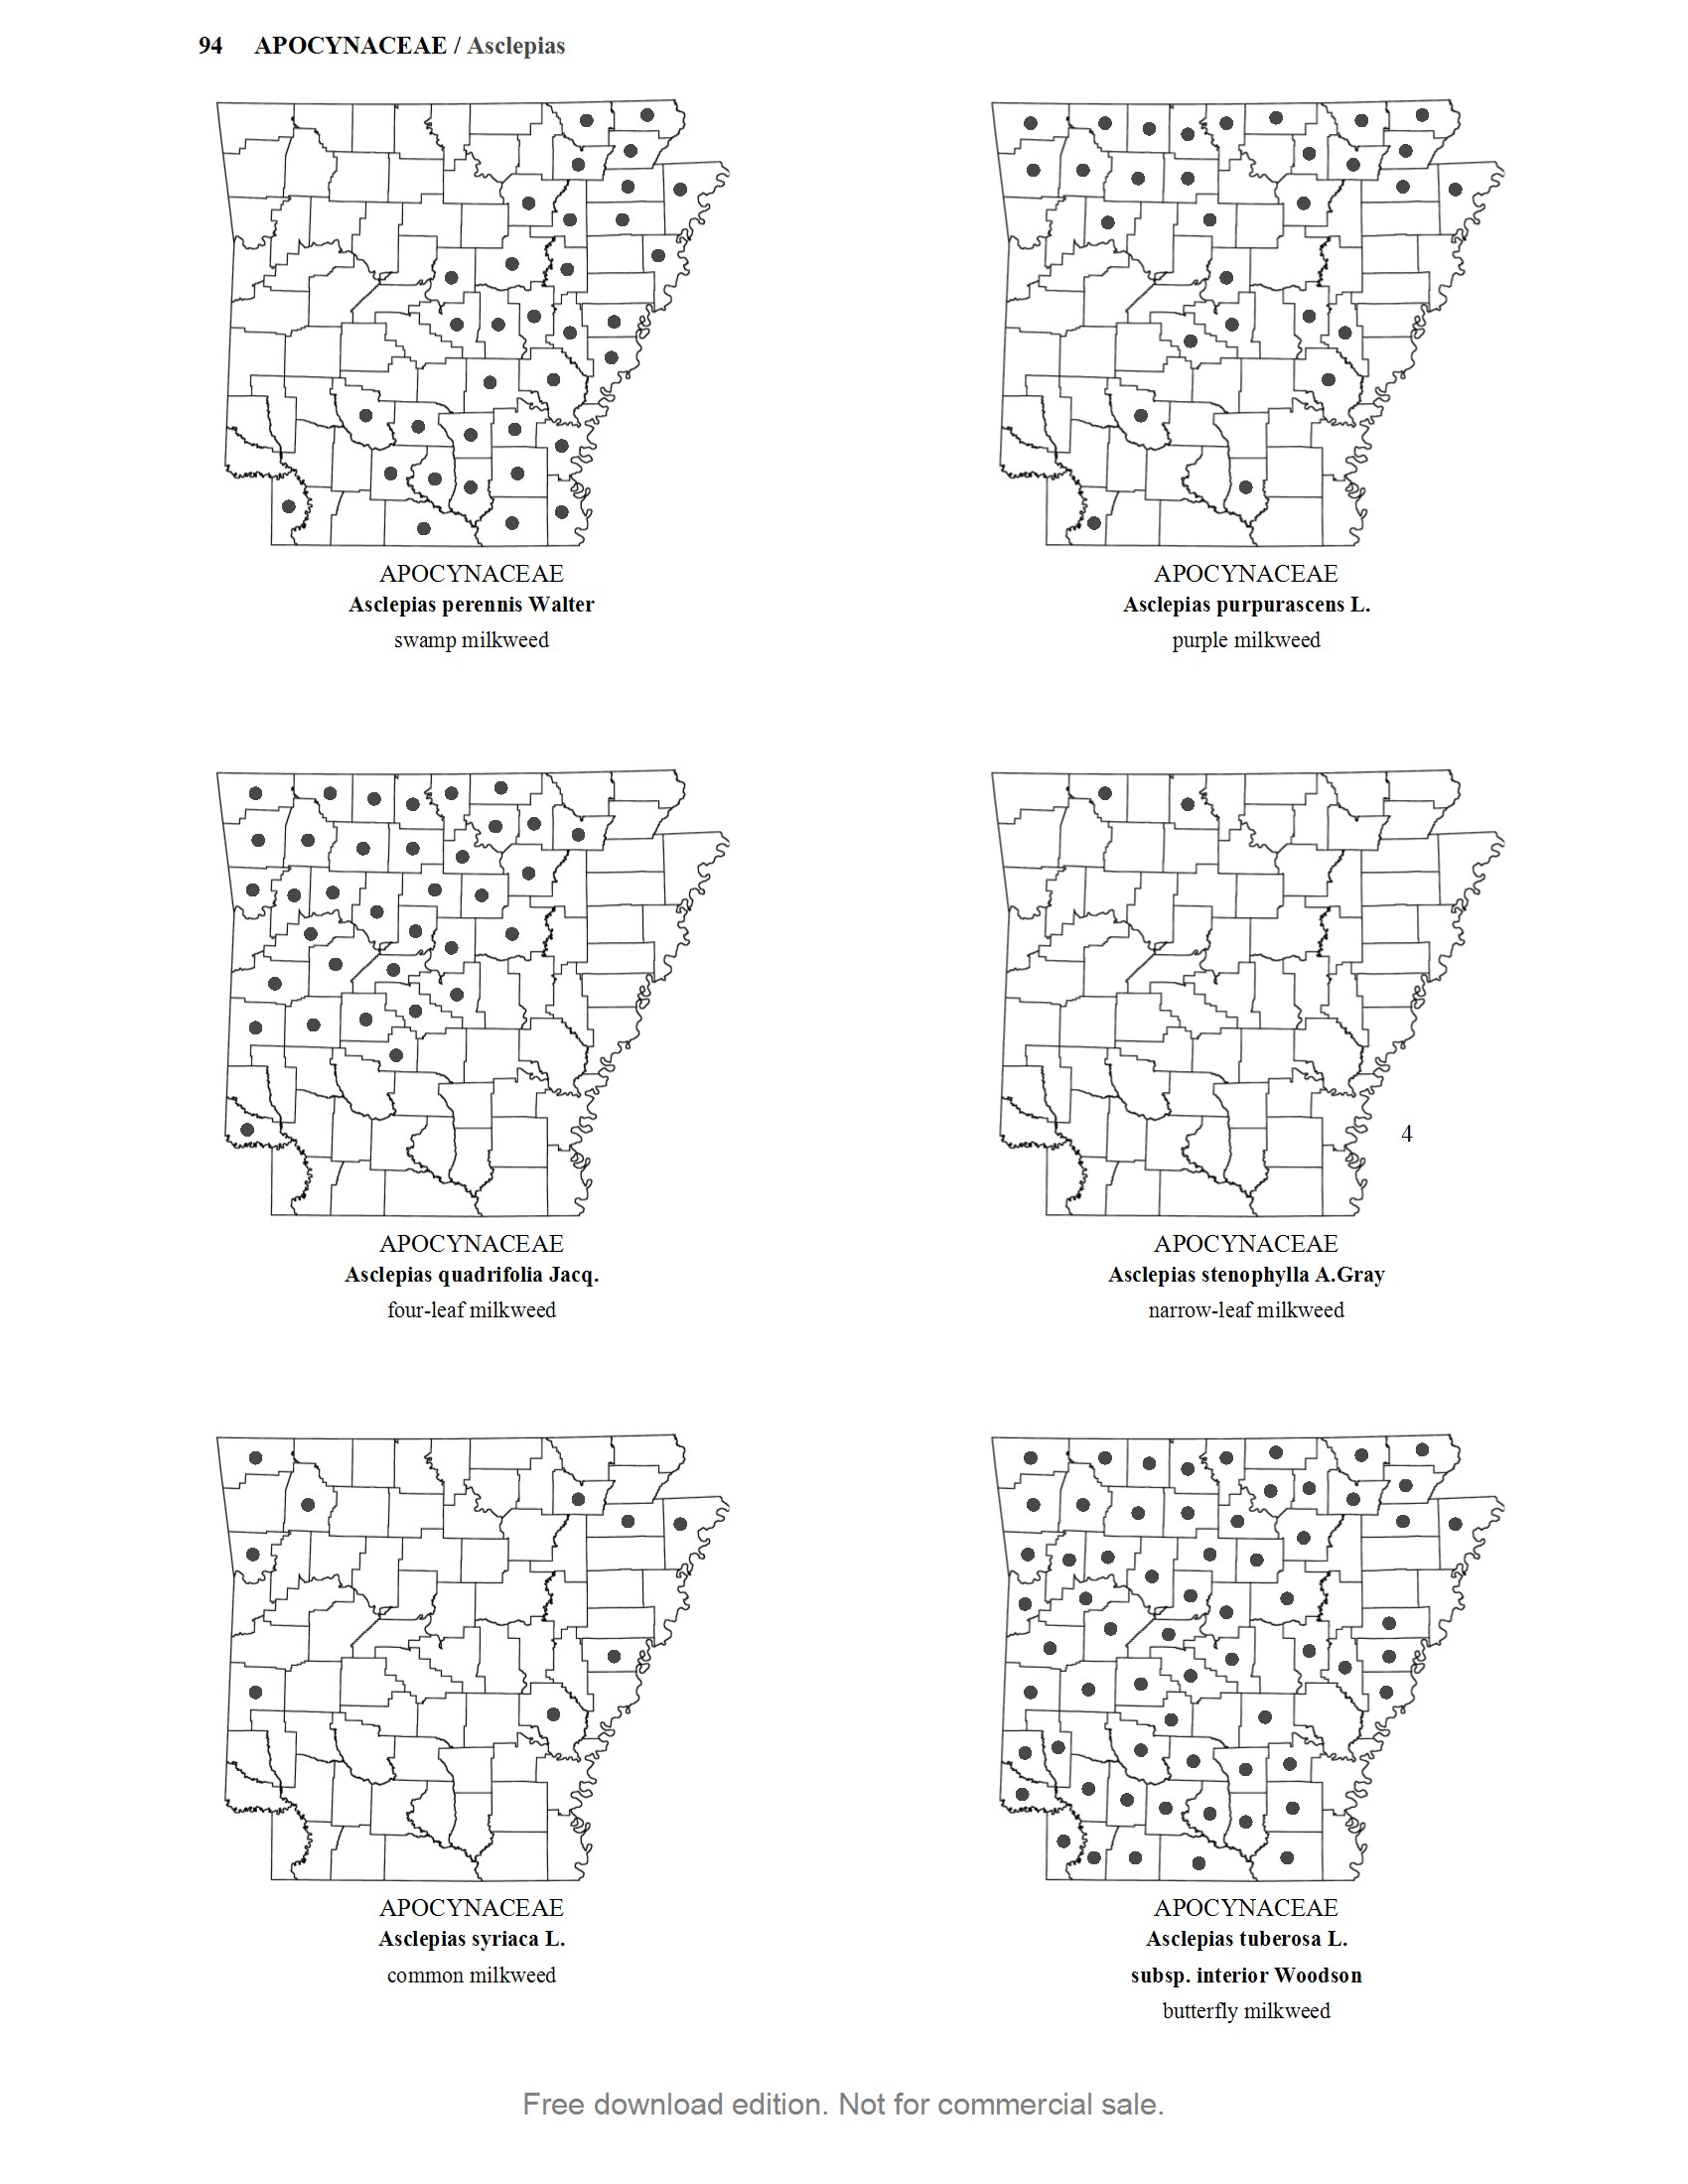 94 APOCYNACEAE / Asclepias
APOCYNACEAE
Asclepias perennis Walter
swamp milkweed
APOCYNACEAE
Asclepias purpurascens L.
purple milkweed
APOCYNACEAE
Asclepias quadrifolia Jacq.
four-leaf milkweed
4
APOCYNACEAE
Asclepias stenophylla A.Gray
narrow-leaf milkweed
APOCYNACEAE
Asclepias syriaca L.
common milkweed
APOCYNACEAE
Asclepias tuberosa L.
subsp. interior Woodson
butterfly milkweed
Free download edition. Not for commercial sale.